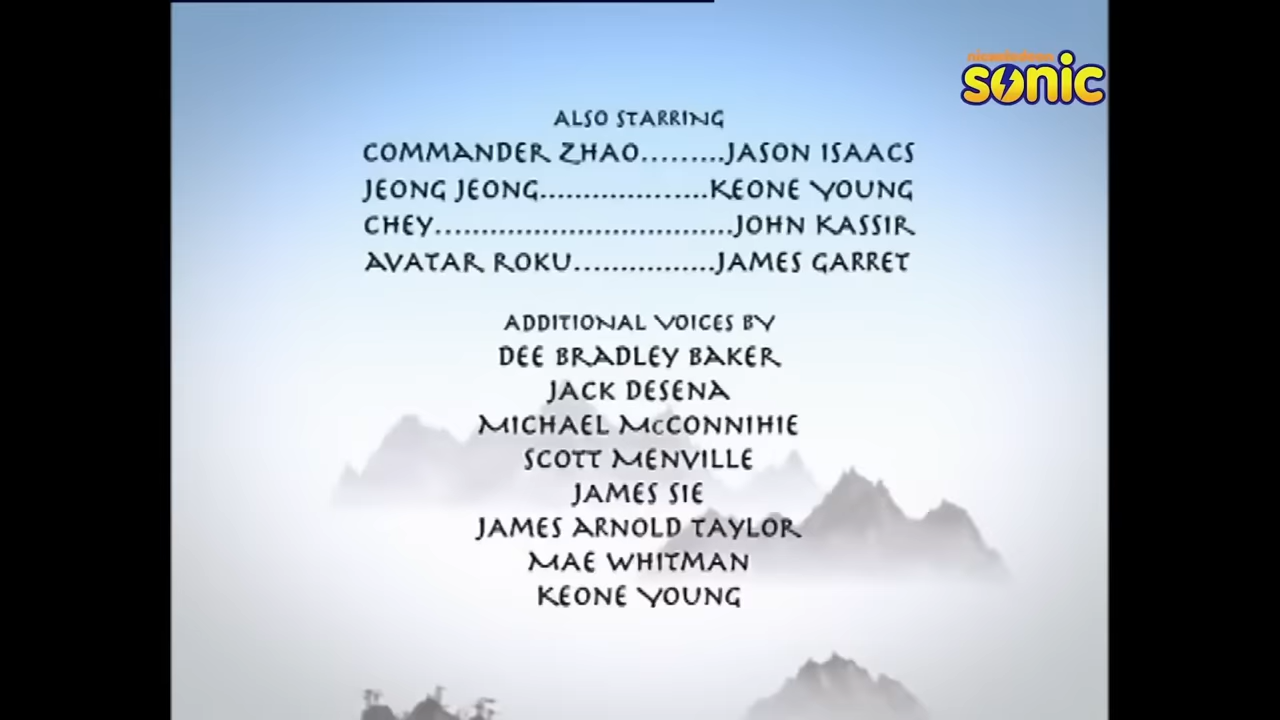 nickelodeon
sonic
ALSO STARRING
COMMANDER ZHAO.........JASON ISAACS
JEONG JEONG..................KEONE YOUNG
CHEY................................JOHN KASSIR
AVATAR ROKU................JAMES GARRET
ADDITIONAL VOICES BY
DEE BRADLEY BAKER
JACK DESENA
MICHAEL McCONNIHIE
SCOTT MENVILLE
JAMES SIE
JAMES ARNOLD TAYLOR
MAE WHITMAN
KEONE YOUNG